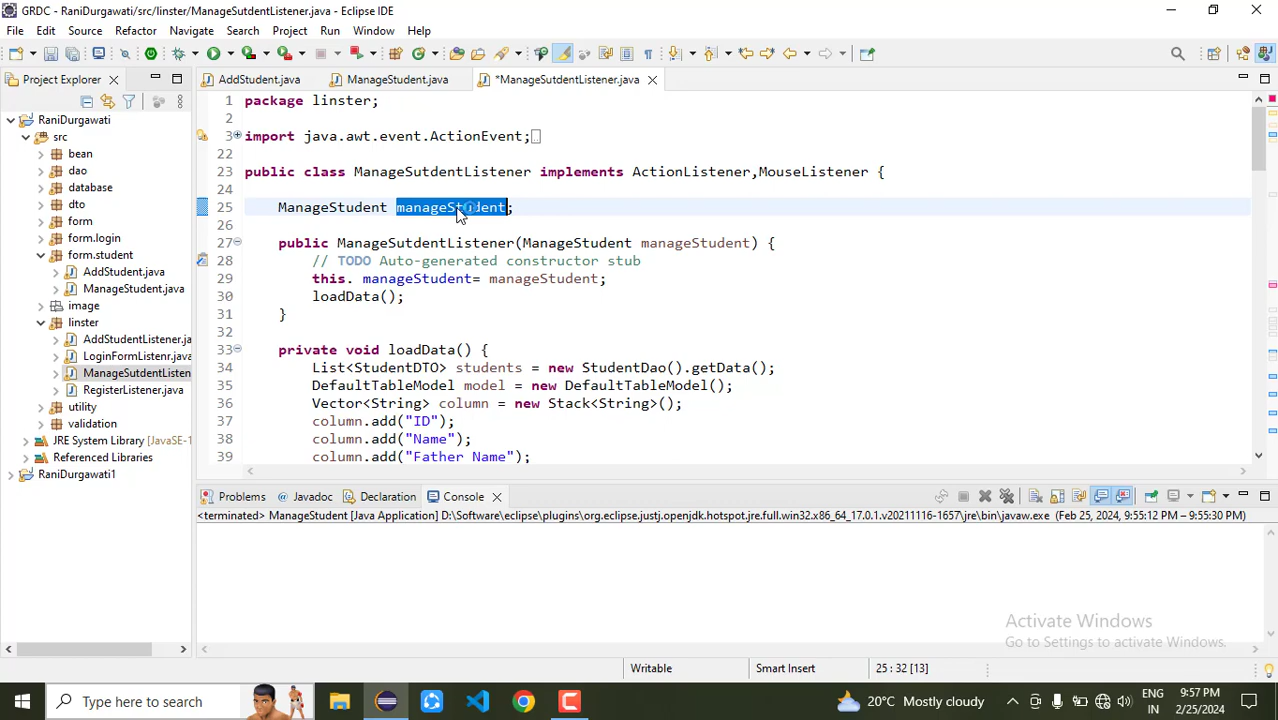 GRDC - RaniDurgawati/src/linster/ManageSutdentListener.java - Eclipse IDE
File Edit Source Refactor Navigate Search Project Run Window Help
Project Explorer
AddStudent.java ManageStudent.java *ManageSutdentListener.java
RaniDurgawati
src
bean
dao
database
dto
form
form.login
form.student
AddStudent.java
ManageStudent.java
image
linster
AddStudentListener.ja
LoginFormListenr.java
ManageSutdentListen
RegisterListener.java
utility
validation
JRE System Library [JavaSE-1
Referenced Libraries
RaniDurgawati1
1 package linster;
2
3 import java.awt.event.ActionEvent;
22
23 public class ManageSutdentListener implements ActionListener,MouseListener {
24
25 ManageStudent manageStudent;
26
27 public ManageSutdentListener(ManageStudent manageStudent) {
28 // TODO Auto-generated constructor stub
29 this. manageStudent= manageStudent;
30 loadData();
31 }
32
33 private void loadData() {
34 List<StudentDTO> students = new StudentDao().getData();
35 DefaultTableModel model = new DefaultTableModel();
36 Vector<String> column = new Stack<String>();
37 column.add("ID");
38 column.add("Name");
39 column.add("Father Name");
Problems Javadoc Declaration Console
<terminated> ManageStudent [Java Application] D:\Software\eclipse\plugins\org.eclipse.justj.openjdk.hotspot.jre.full.win32.x86_64_17.0.1.v20211116-1657\jre\bin\javaw.exe (Feb 25, 2024, 9:55:12 PM – 9:55:30 PM)
Activate Windows
Go to Settings to activate Windows.
Writable Smart Insert 25 : 32 [13]
Type here to search
20°C Mostly cloudy
ENG
IN
9:57 PM
2/25/2024